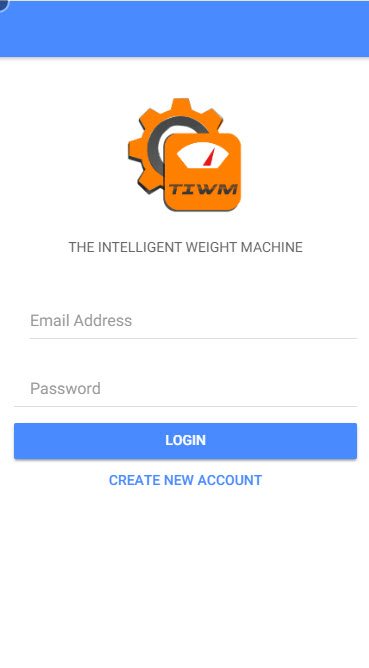 TIWM
THE INTELLIGENT WEIGHT MACHINE
Email Address
Password
LOGIN
CREATE NEW ACCOUNT